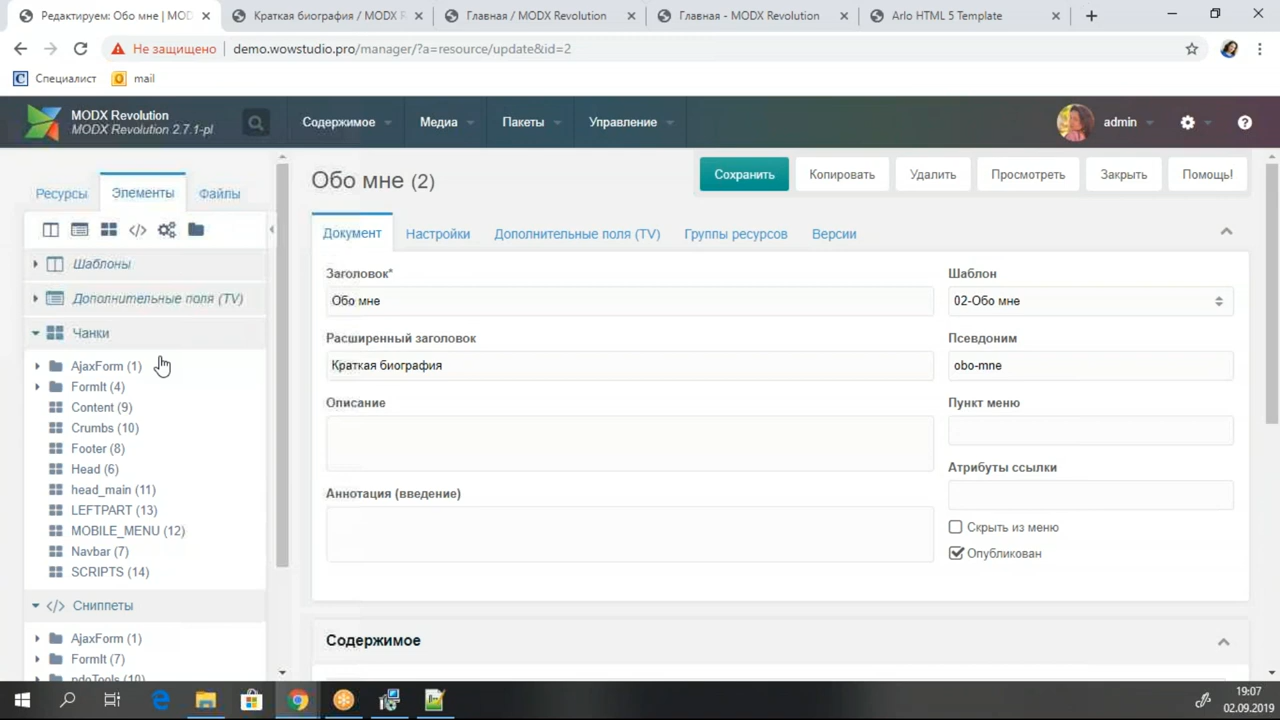 Редактируем: Обо мне | MOD
Краткая биография / MODX R
Главная / MODX Revolution
Главная - MODX Revolution
Arlo HTML 5 Template
Не защищено
demo.wowstudio.pro/manager/?a=resource/update&id=2
Специалист
mail
MODX Revolution
MODX Revolution 2.7.1-pl
Содержимое
Медиа
Пакеты
Управление
admin
Ресурсы
Элементы
Файлы
Обо мне (2)
Сохранить
Копировать
Удалить
Просмотреть
Закрыть
Помощь!
Документ
Настройки
Дополнительные поля (TV)
Группы ресурсов
Версии
Шаблоны
Дополнительные поля (TV)
Чанки
AjaxForm (1)
FormIt (4)
Content (9)
Crumbs (10)
Footer (8)
Head (6)
head_main (11)
LEFTPART (13)
MOBILE_MENU (12)
Navbar (7)
SCRIPTS (14)
Сниппеты
AjaxForm (1)
FormIt (7)
pdoTools (10)
Заголовок*
Обо мне
Расширенный заголовок
Краткая биография
Описание
Аннотация (введение)
Шаблон
02-Обо мне
Псевдоним
obo-mne
Пункт меню
Атрибуты ссылки
Скрыть из меню
Опубликован
Содержимое
19:07
02.09.2019